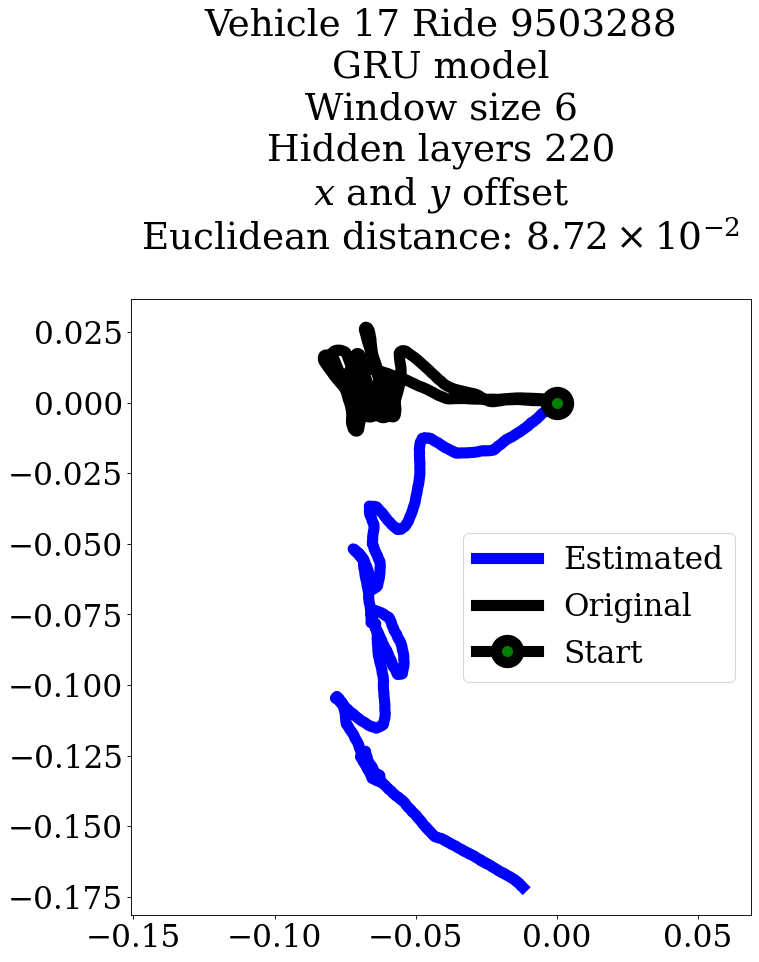 Vehicle 17 Ride 9503288
GRU model
Window size 6
Hidden layers 220
x and y offset
Euclidean distance: 8.72 × 10⁻²
0.025
0.000
−0.025
−0.050
−0.075
−0.100
−0.125
−0.150
−0.175
Estimated
Original
Start
−0.15 −0.10 −0.05 0.00 0.05